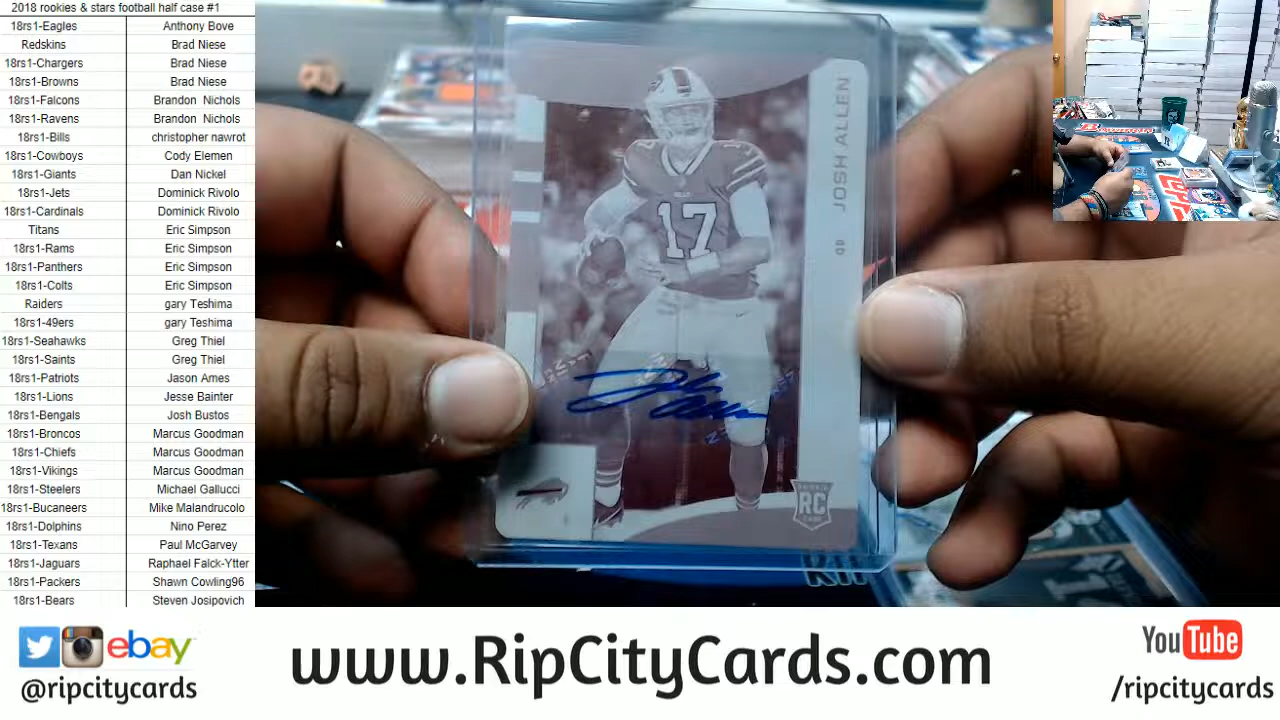 2018 rookies & stars football half case #1
18rs1-Eagles Anthony Bove
Redskins Brad Niese
18rs1-Chargers Brad Niese
18rs1-Browns Brad Niese
18rs1-Falcons Brandon Nichols
18rs1-Ravens Brandon Nichols
18rs1-Bills christopher nawrot
18rs1-Cowboys Cody Elemen
18rs1-Giants Dan Nickel
18rs1-Jets Dominick Rivolo
18rs1-Cardinals Dominick Rivolo
Titans Eric Simpson
18rs1-Rams Eric Simpson
18rs1-Panthers Eric Simpson
18rs1-Colts Eric Simpson
Raiders gary Teshima
18rs1-49ers gary Teshima
18rs1-Seahawks Greg Thiel
18rs1-Saints Greg Thiel
18rs1-Patriots Jason Ames
18rs1-Lions Jesse Bainter
18rs1-Bengals Josh Bustos
18rs1-Broncos Marcus Goodman
18rs1-Chiefs Marcus Goodman
18rs1-Vikings Marcus Goodman
18rs1-Steelers Michael Gallucci
18rs1-Bucaneers Mike Malandrucolo
18rs1-Dolphins Nino Perez
18rs1-Texans Paul McGarvey
18rs1-Jaguars Raphael Falck-Ytter
18rs1-Packers Shawn Cowling96
18rs1-Bears Steven Josipovich
JOSH ALLEN
QB
BILLS
17
ROOKIE
RC
CARD
ebay
@ripcitycards
www.RipCityCards.com
YouTube
/ripcitycards